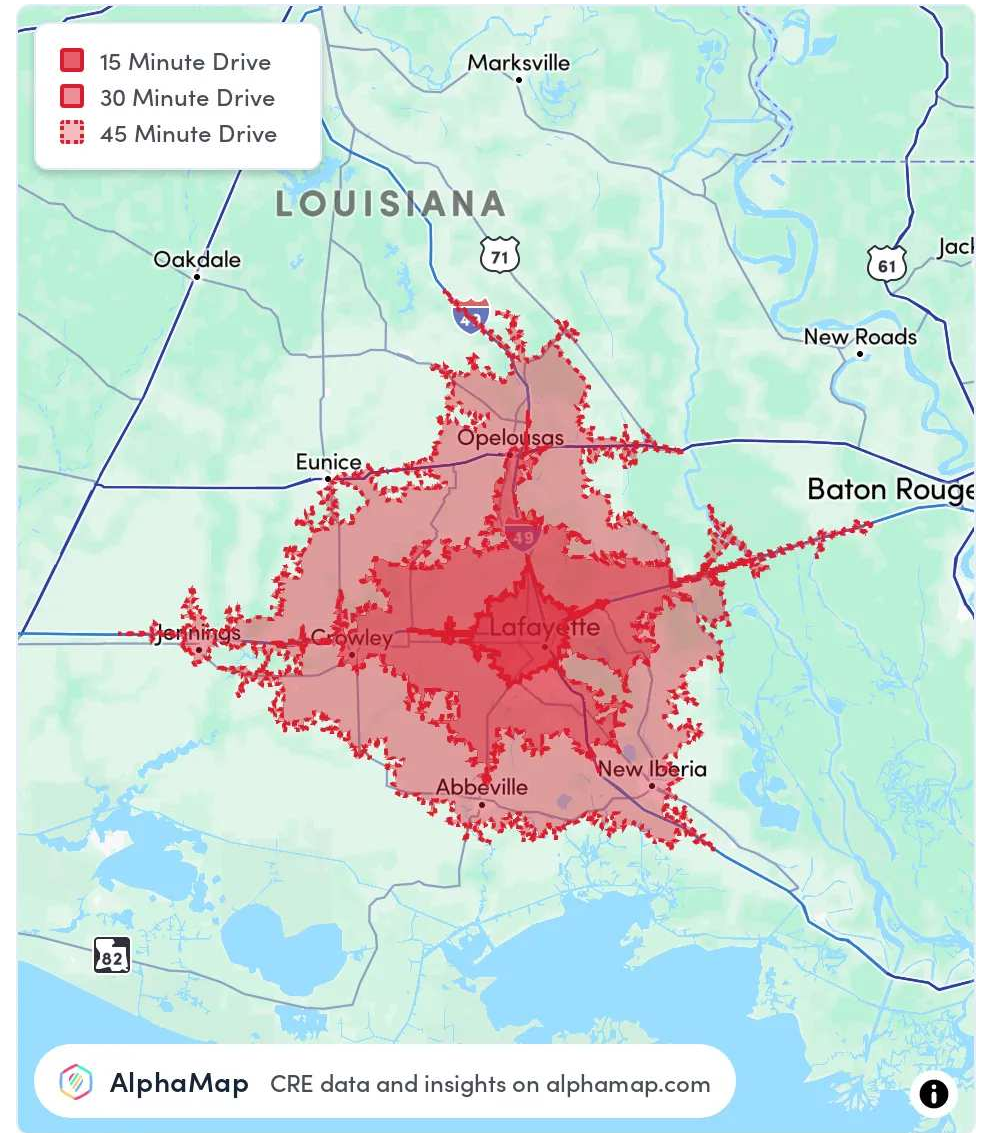 15 Minute Drive
30 Minute Drive
45 Minute Drive
Marksville
LOUISIANA
71
Oakdale
61
Jack
49
New Roads
Opelousas
Eunice
Baton Rouge
49
Jennings
Crowley
Lafayette
New Iberia
Abbeville
82
AlphaMap CRE data and insights on alphamap.com